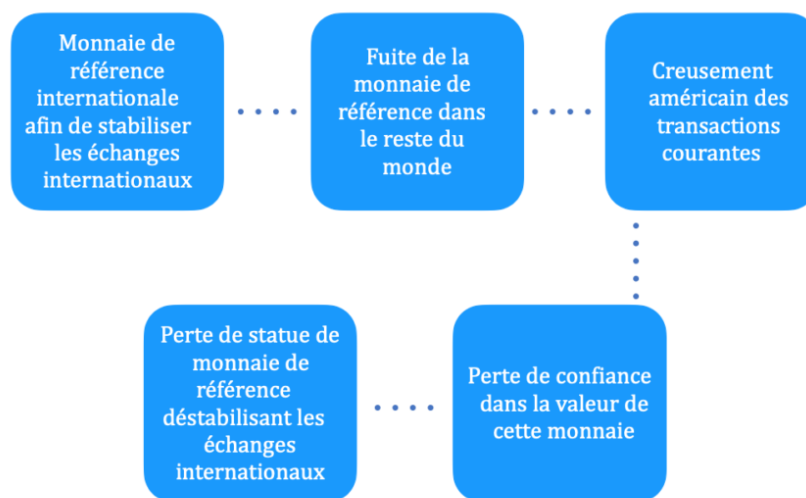 Monnaie de
référence
internationale
afin de stabiliser
les échanges
internationaux
Fuite de la
monnaie de
référence dans
le reste du
monde
Creusement
américain des
transactions
courantes
Perte de statue de
monnaie de
référence
déstabilisant les
échanges
internationaux
Perte de confiance
dans la valeur de
cette monnaie